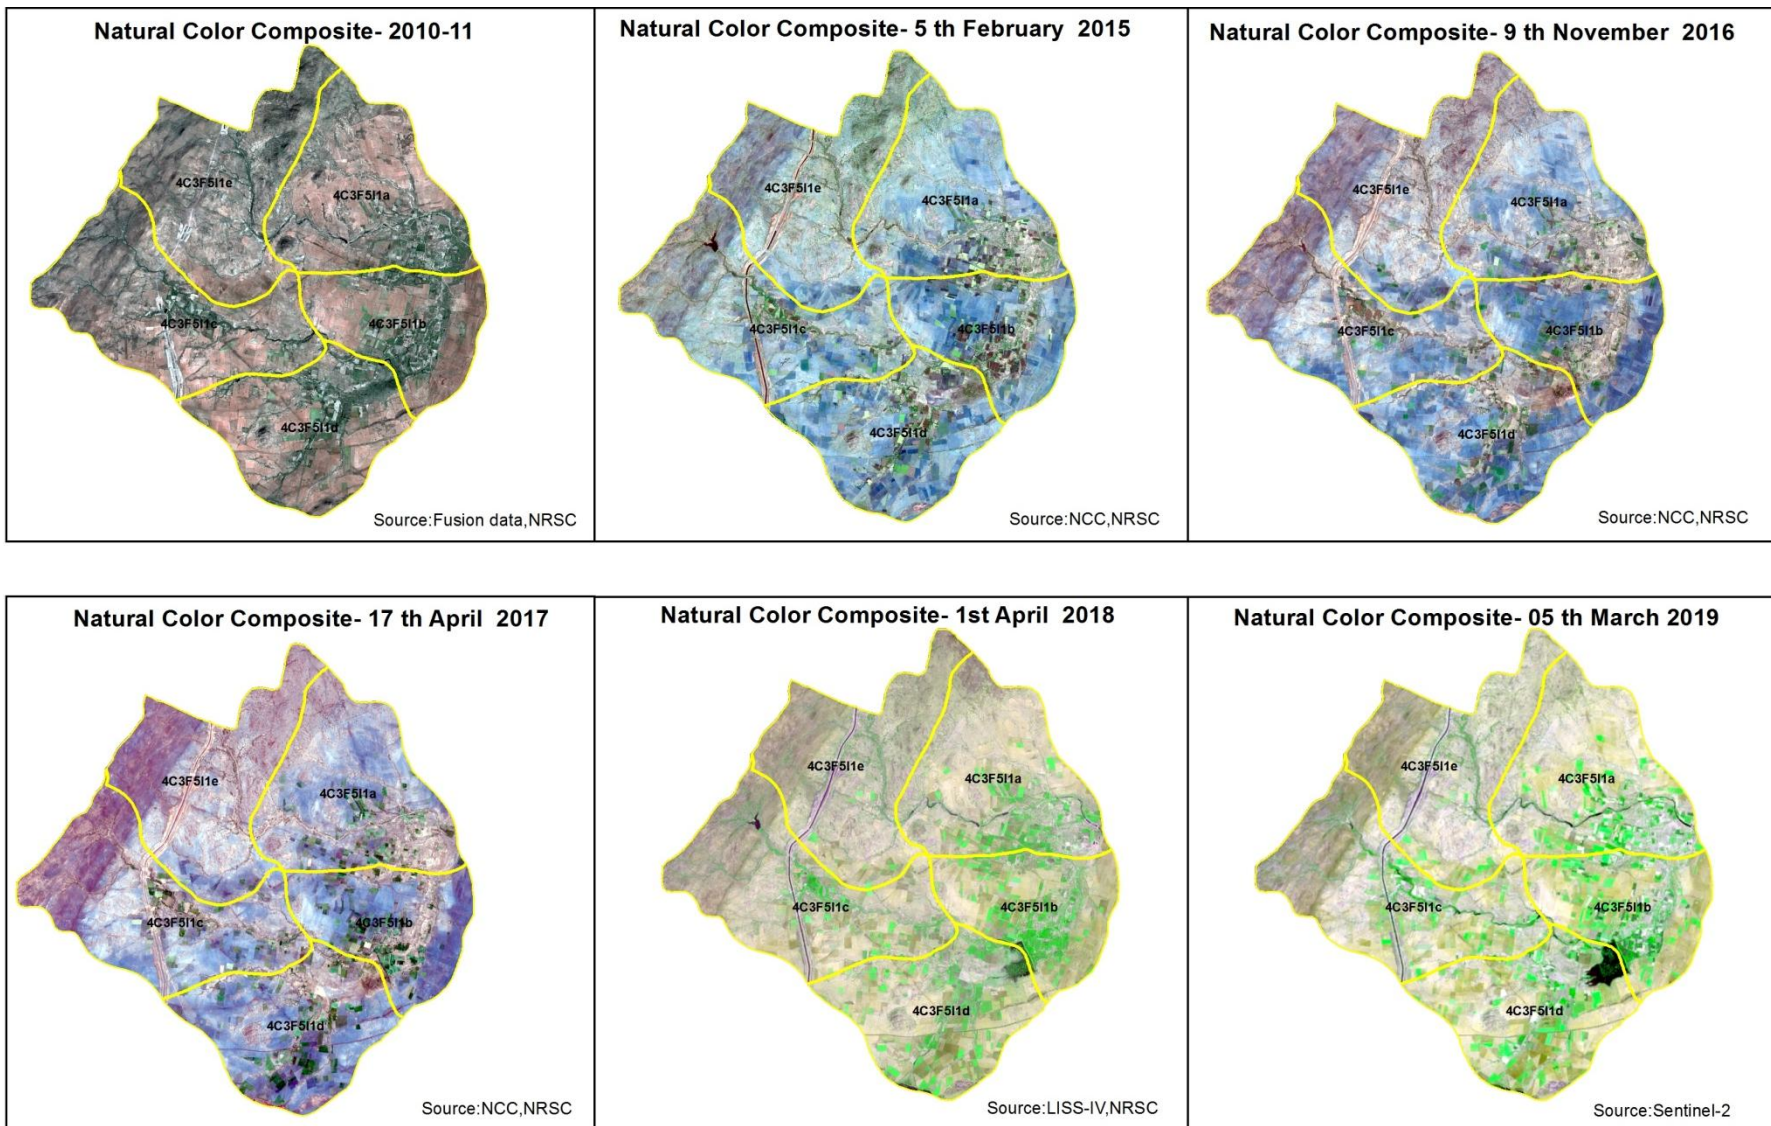 Natural Color Composite- 2010-11
4C3F5I1e
4C3F5I1a
4C3F5I1c
4C3F5I1b
4C3F5I1d
Source:Fusion data,NRSC
Natural Color Composite- 5 th February 2015
4C3F5I1e
4C3F5I1a
4C3F5I1c
4C3F5I1b
4C3F5I1d
Source:NCC,NRSC
Natural Color Composite- 9 th November 2016
4C3F5I1e
4C3F5I1a
4C3F5I1c
4C3F5I1b
4C3F5I1d
Source:NCC,NRSC
Natural Color Composite- 17 th April 2017
4C3F5I1e
4C3F5I1a
4C3F5I1c
4C3F5I1b
4C3F5I1d
Source:NCC,NRSC
Natural Color Composite- 1st April 2018
4C3F5I1e
4C3F5I1a
4C3F5I1c
4C3F5I1b
4C3F5I1d
Source:LISS-IV,NRSC
Natural Color Composite- 05 th March 2019
4C3F5I1e
4C3F5I1a
4C3F5I1c
4C3F5I1b
4C3F5I1d
Source:Sentinel-2